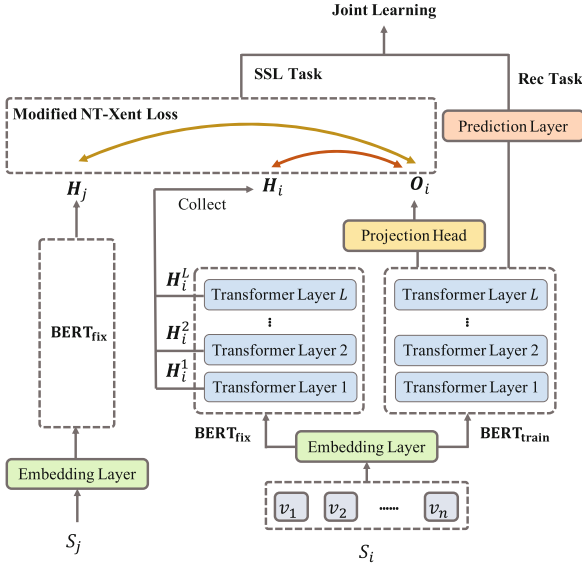 Joint Learning
SSL Task
Rec Task
Modified NT-Xent Loss
Prediction Layer
H_j
H_i
O_i
Collect
Projection Head
H_i^L
Transformer Layer L
Transformer Layer L
⋮
⋮
BERT_fix
H_i^2
Transformer Layer 2
Transformer Layer 2
H_i^1
Transformer Layer 1
Transformer Layer 1
BERT_fix
BERT_train
Embedding Layer
Embedding Layer
v_1
v_2
......
v_n
S_j
S_i